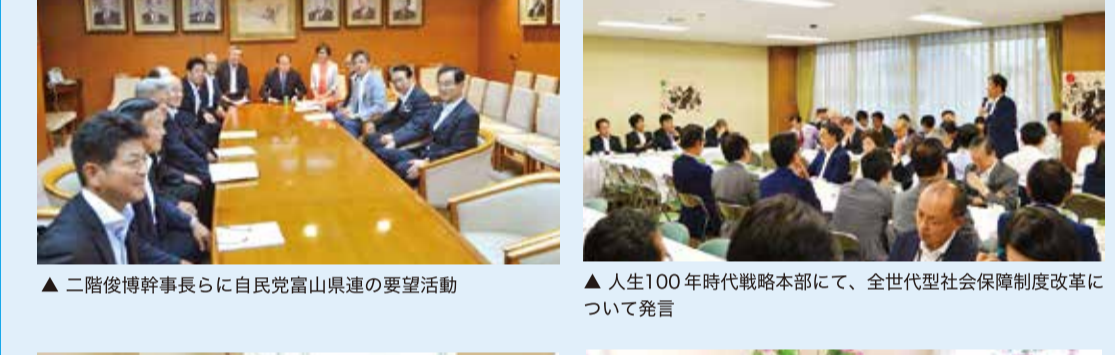 ▲ 二階俊博幹事長らに自民党富山県連の要望活動
▲ 人生100年時代戦略本部にて、全世代型社会保障制度改革に
ついて発言